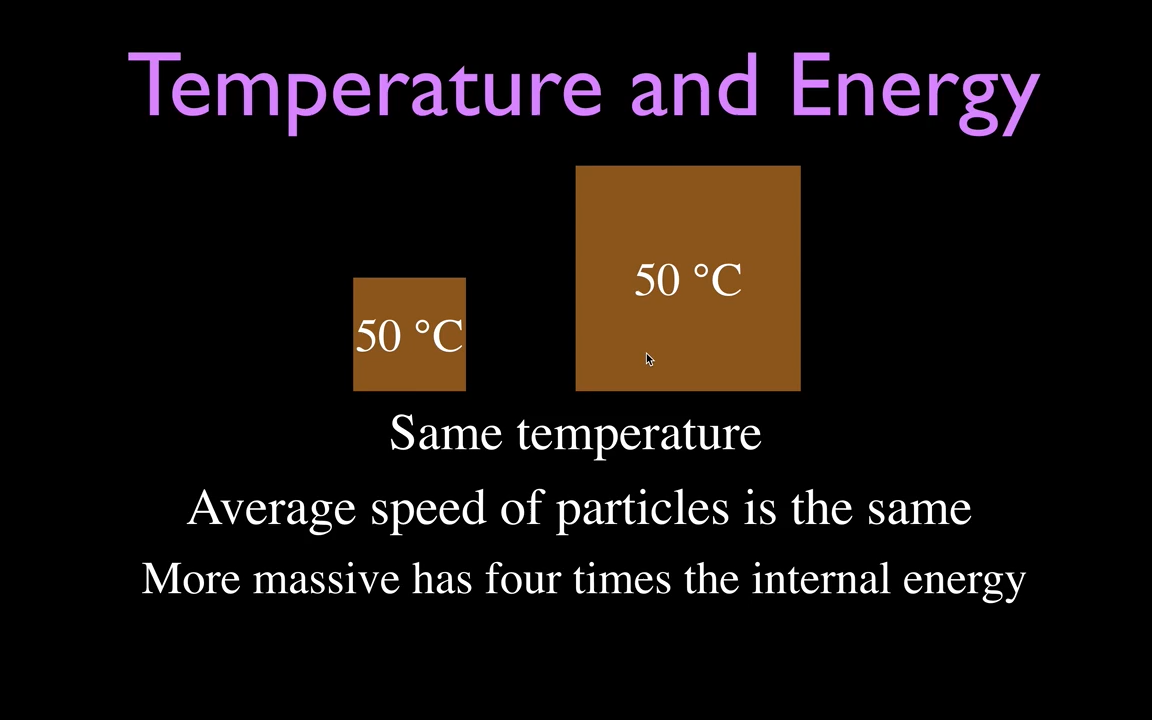 Temperature and Energy
50 °C
50 °C
Same temperature
Average speed of particles is the same
More massive has four times the internal energy